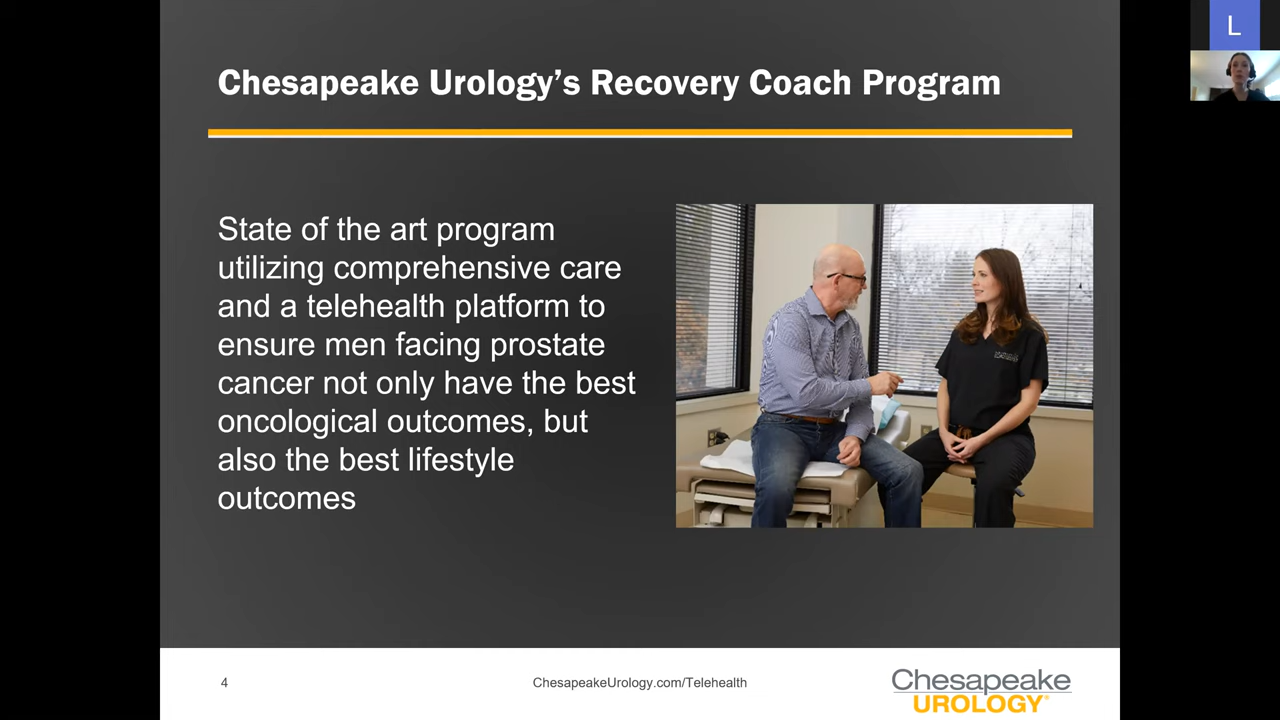 L
Chesapeake Urology's Recovery Coach Program
State of the art program
utilizing comprehensive care
and a telehealth platform to
ensure men facing prostate
cancer not only have the best
oncological outcomes, but
also the best lifestyle
outcomes
4
ChesapeakeUrology.com/Telehealth
Chesapeake
UROLOGY®